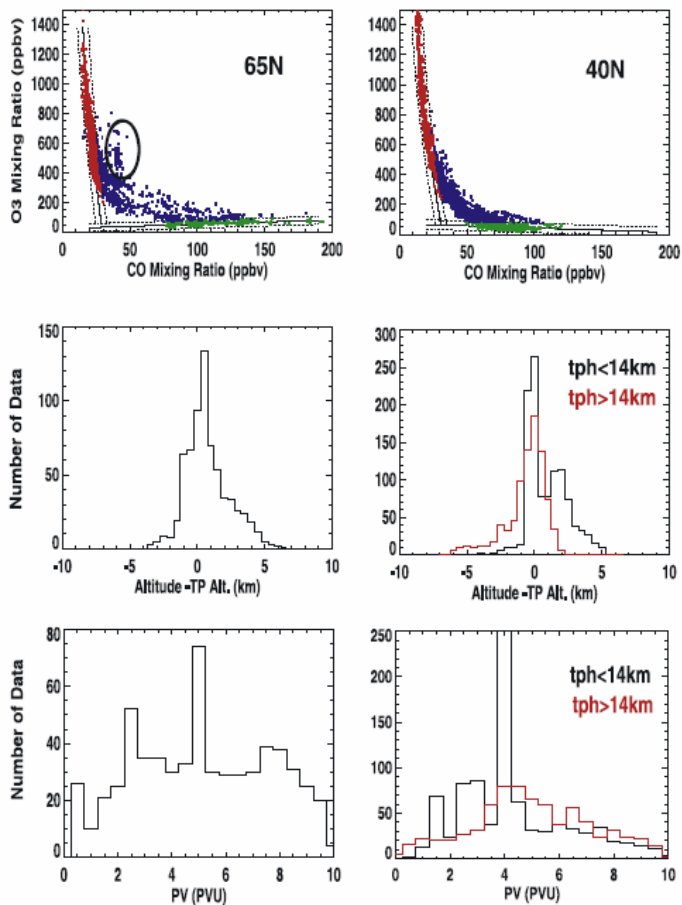 1400
1200
1000
800
600
400
200
0
O3 Mixing Ratio (ppbv)
65N
0 50 100 150 200
CO Mixing Ratio (ppbv)
1400
1200
1000
800
600
400
200
0
40N
0 50 100 150 200
CO Mixing Ratio (ppbv)
150
100
50
0
Number of Data
-10 -5 0 5 10
Altitude -TP Alt. (km)
300
250
200
150
100
50
0
tph<14km
tph>14km
-10 -5 0 5 10
Altitude -TP Alt. (km)
80
60
40
20
0
Number of Data
0 2 4 6 8 10
PV (PVU)
250
200
150
100
50
0
tph<14km
tph>14km
0 2 4 6 8 10
PV (PVU)